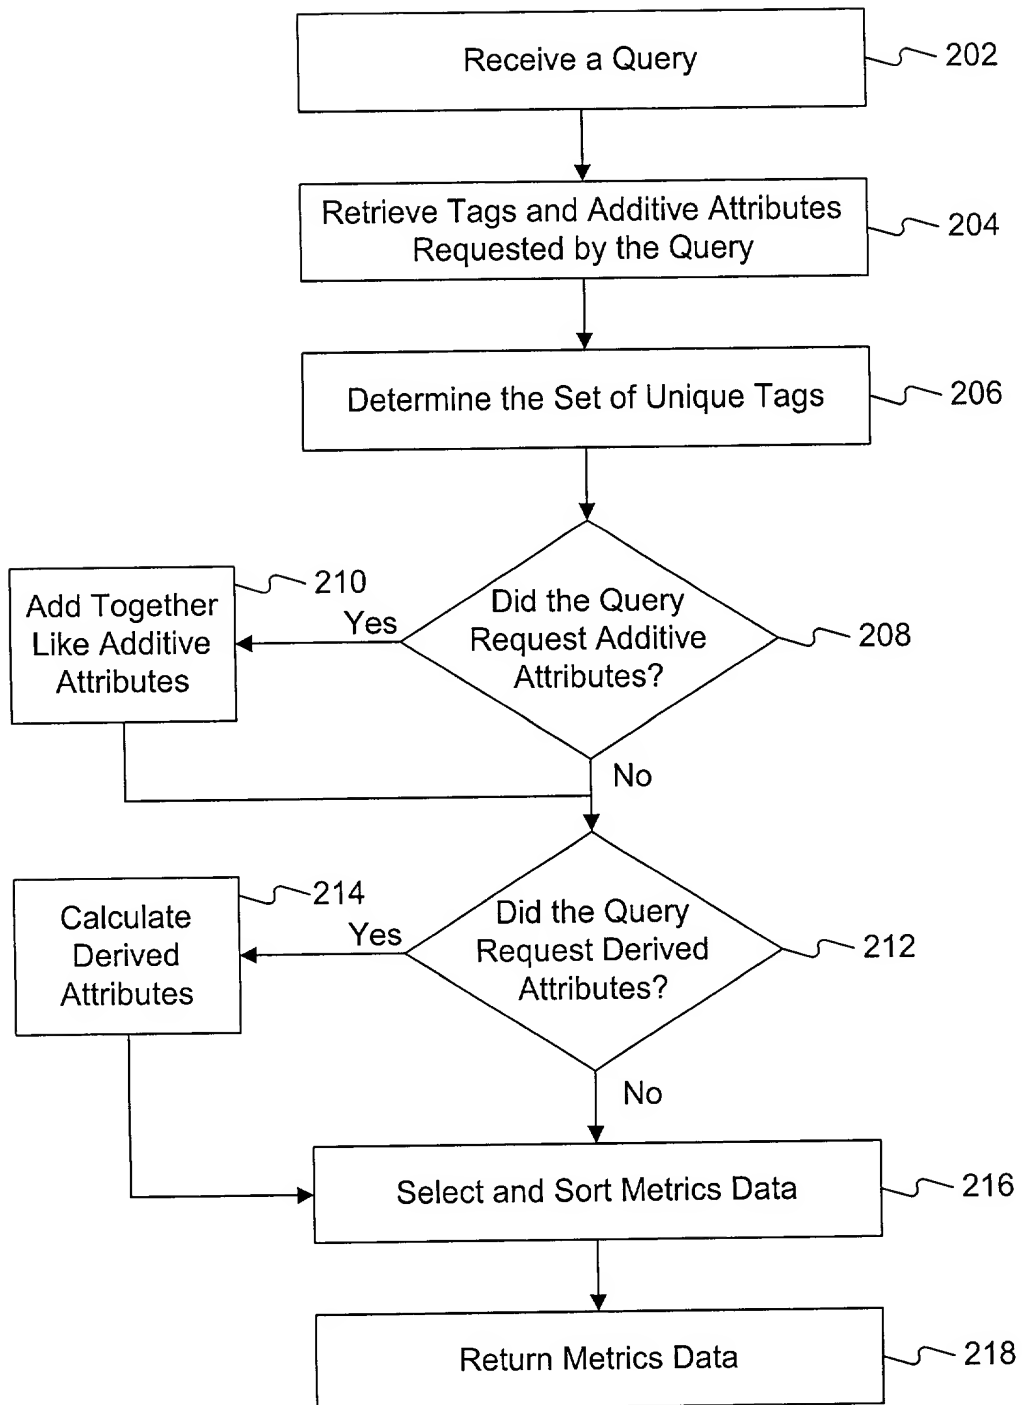 Receive a Query
202
Retrieve Tags and Additive Attributes
Requested by the Query
204
Determine the Set of Unique Tags
206
210
Add Together
Like Additive
Attributes
Yes
Did the Query
Request Additive
Attributes?
208
No
214
Calculate
Derived
Attributes
Yes
Did the Query
Request Derived
Attributes?
212
No
Select and Sort Metrics Data
216
Return Metrics Data
218